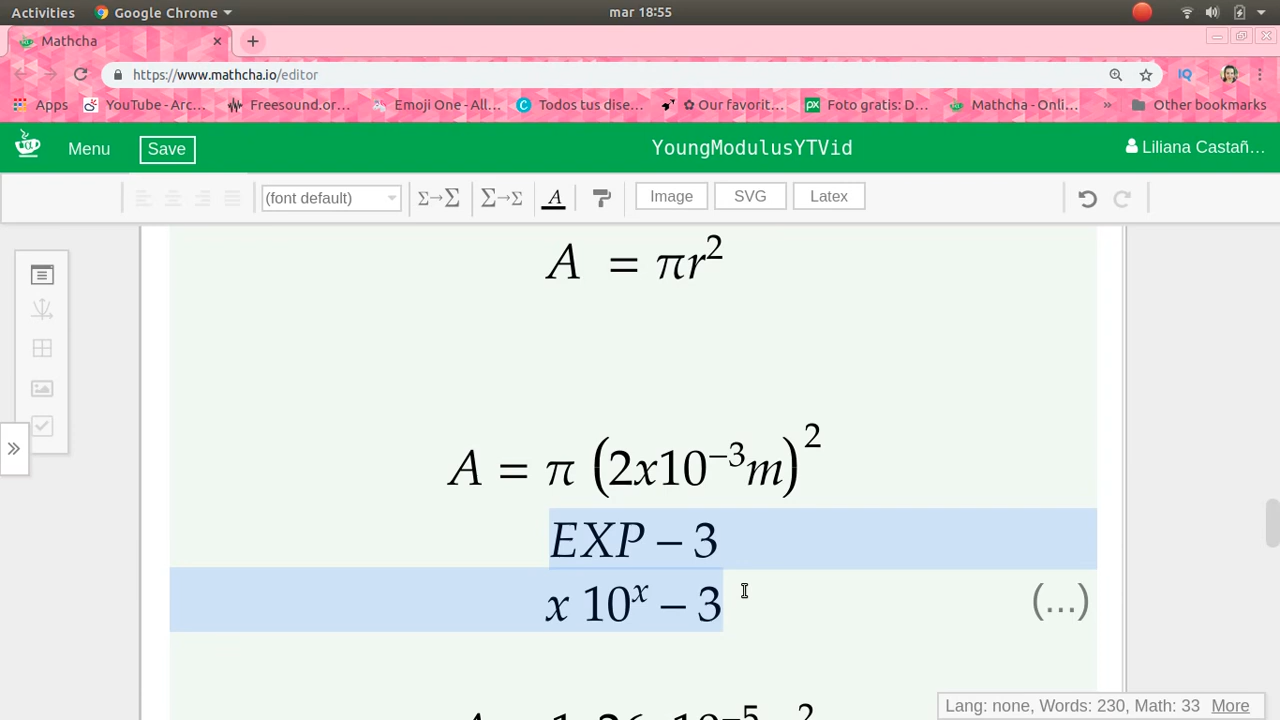 Activities Google Chrome mar 18:55
Mathcha
https://www.mathcha.io/editor
Apps YouTube - Arc... Freesound.or... Emoji One - All... Todos tus dise... ✿ Our favorit... Foto gratis: D... Mathcha - Onli... » Other bookmarks
Menu Save YoungModulusYTVid Liliana Castañ...
(font default) Σ→Σ Σ→Σ A Image SVG Latex
A = πr²
A = π (2x10⁻³m)²
EXP − 3
x 10ˣ − 3 (...)
Lang: none, Words: 230, Math: 33 More